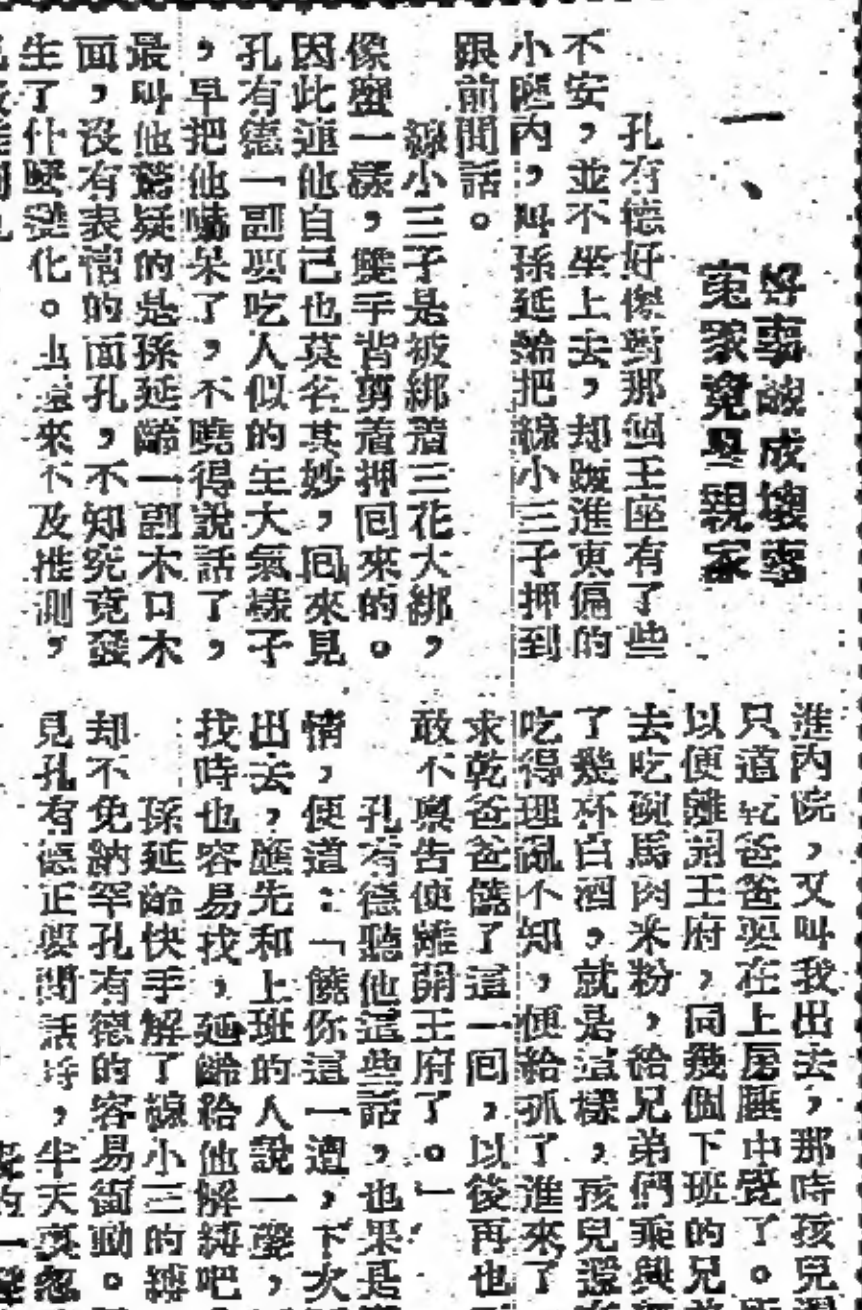 一、
好事變成壞事
冤家竟是親家
孔有德好像對那個王座有了些
不安,並不坐上去,却踱進東偏的
小廳內,叫孫延齡把線小三子押到
跟前問話。
線小三子是被綁着三花大綁,
像蟹一樣,雙手背剪着押回來的。
因此連他自己也莫名其妙,回來見
孔有德一副要吃人似的生大氣樣子
,早把他嚇呆了,不曉得說話了,
最叫他驚疑的是孫延齡一副木口木
面,沒有表情的面孔,不知究竟發
生了什麼變化。 來不及推測,
進內院,又叫我出去,那時孩兒
只道乾爸爸要在上房睡中覺了。
以便離開王府,同幾個下班的兄
去吃碗馬肉米粉,給兄弟們乘興
了幾杯白酒,就是這樣,孩兒還
吃得理亂不知,便給抓了進來了
求乾爸爸饒了這一回,以後再也
敢不稟告便離開王府了。」
孔有德聽他這些話,也果是
情,便道:「饒你這一遭,下次
出去,應先和上班的人說一聲,
找時也容易找,延齡給他解縛吧
孫延齡快手解了線小三的縛
却不免納罕孔有德的容易衝動。
見孔有德正要問話時,半天
的一聲